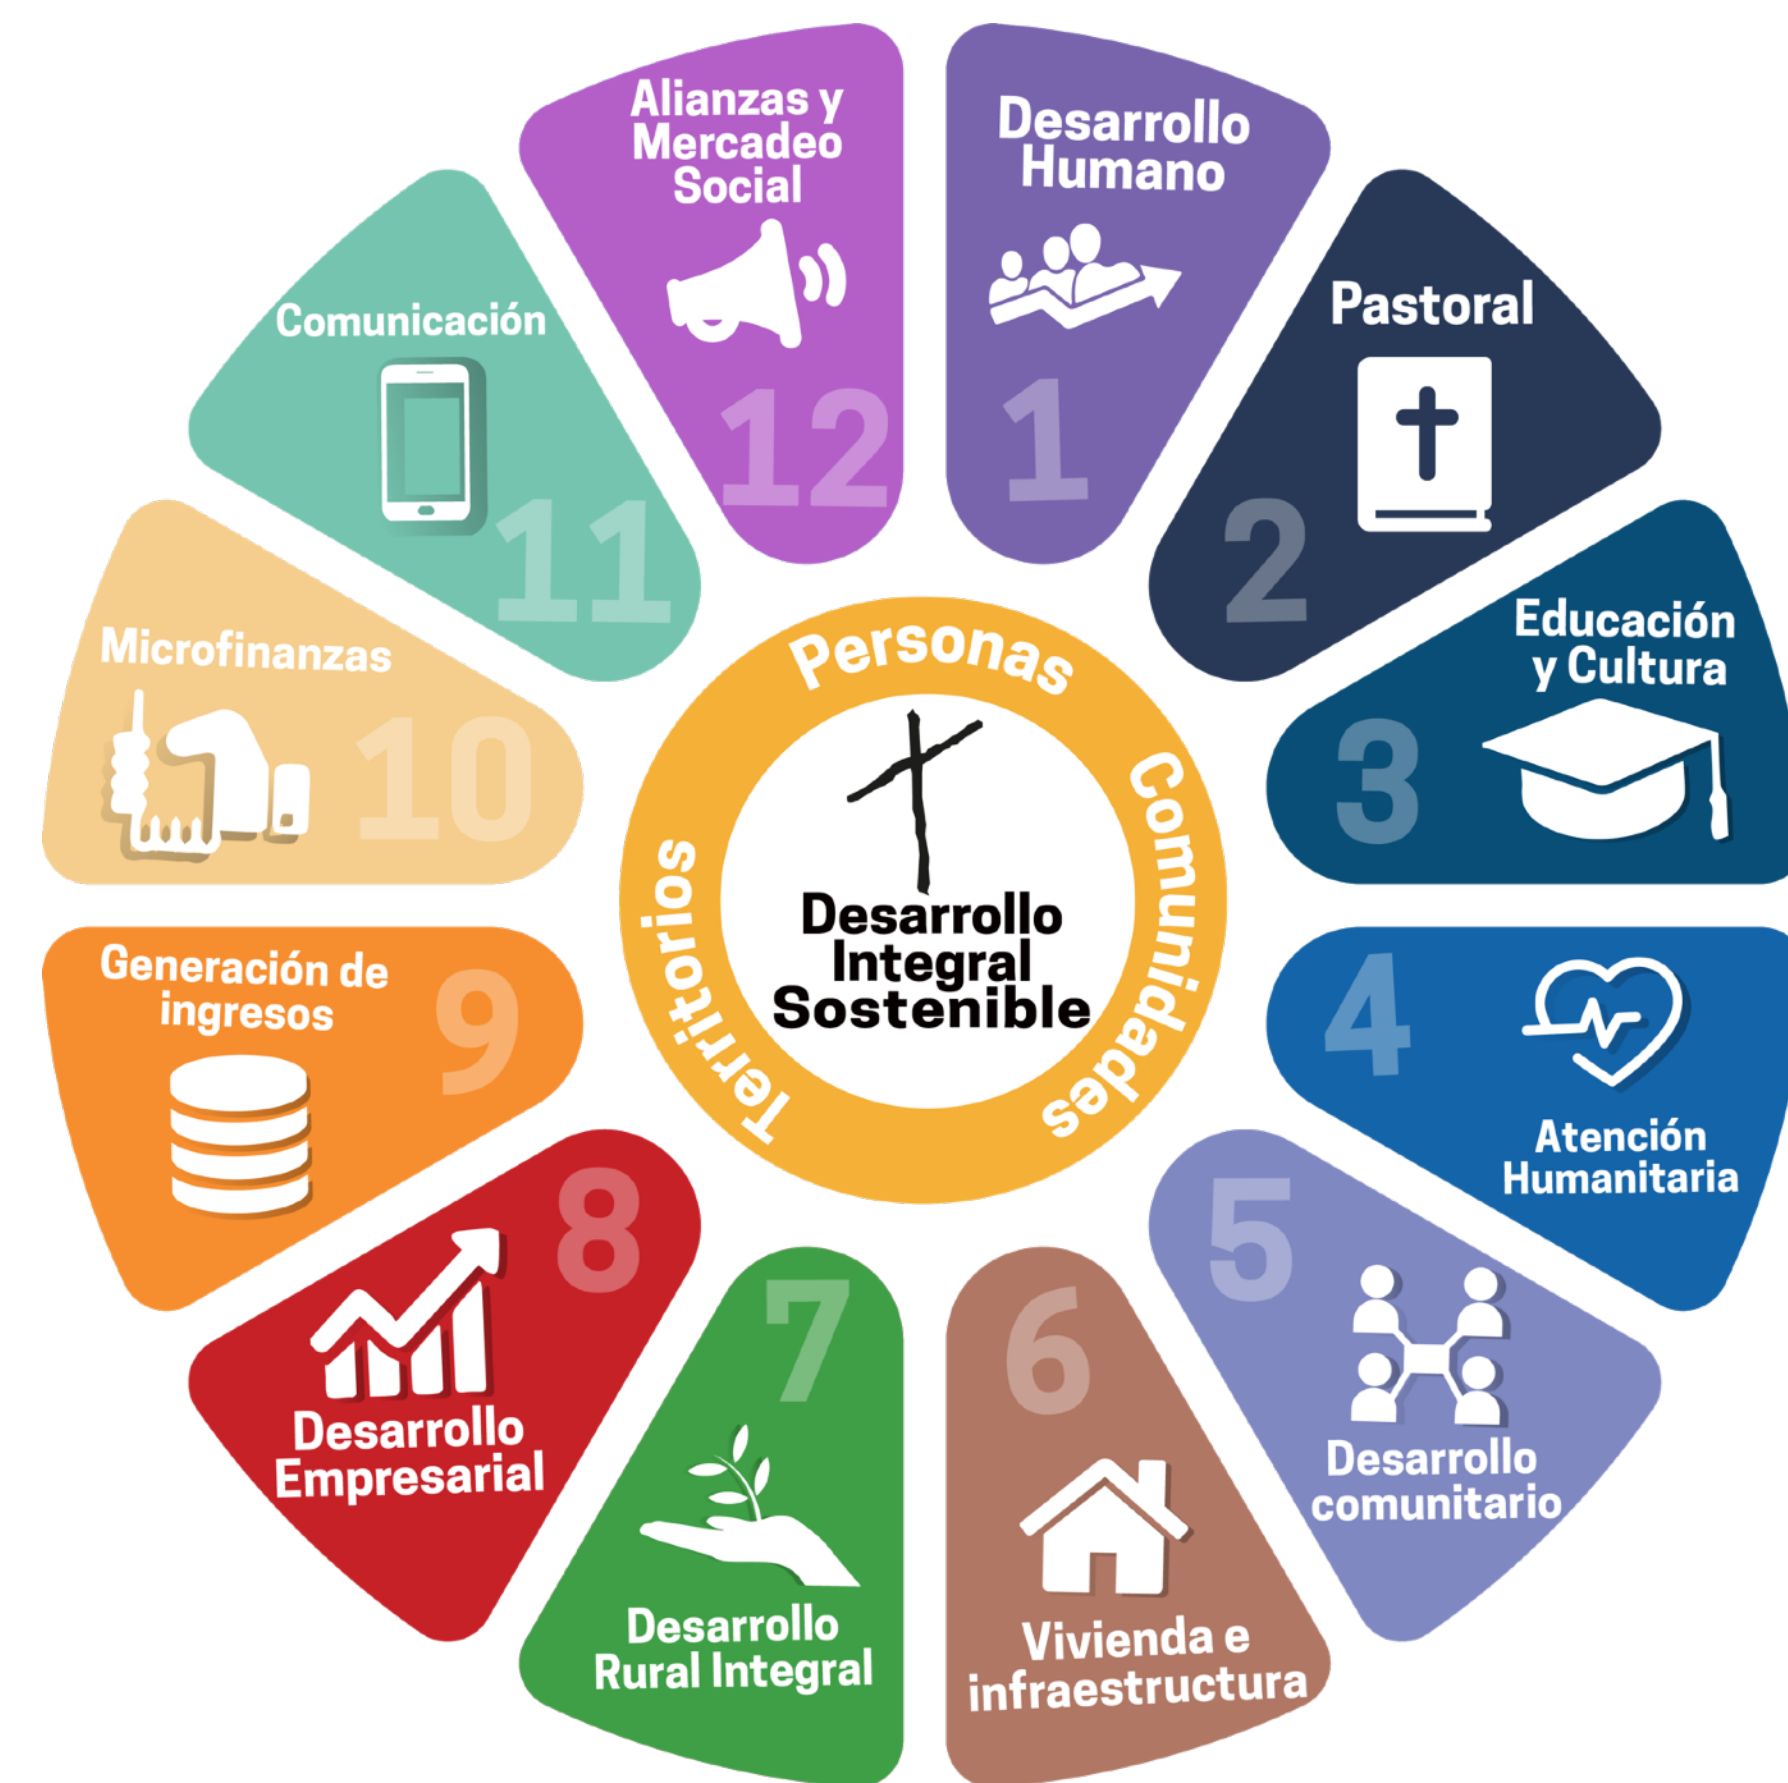 Alianzas y
Mercadeo
Social
12
Desarrollo
Humano
1
Pastoral
2
Educación
y Cultura
3
4
Atención
Humanitaria
5
Desarrollo
comunitario
6
Vivienda e
infraestructura
7
Desarrollo
Rural Integral
8
Desarrollo
Empresarial
Generación de
ingresos
9
Microfinanzas
10
Comunicación
11
Personas
Comunidades
Territorios
Desarrollo
Integral
Sostenible